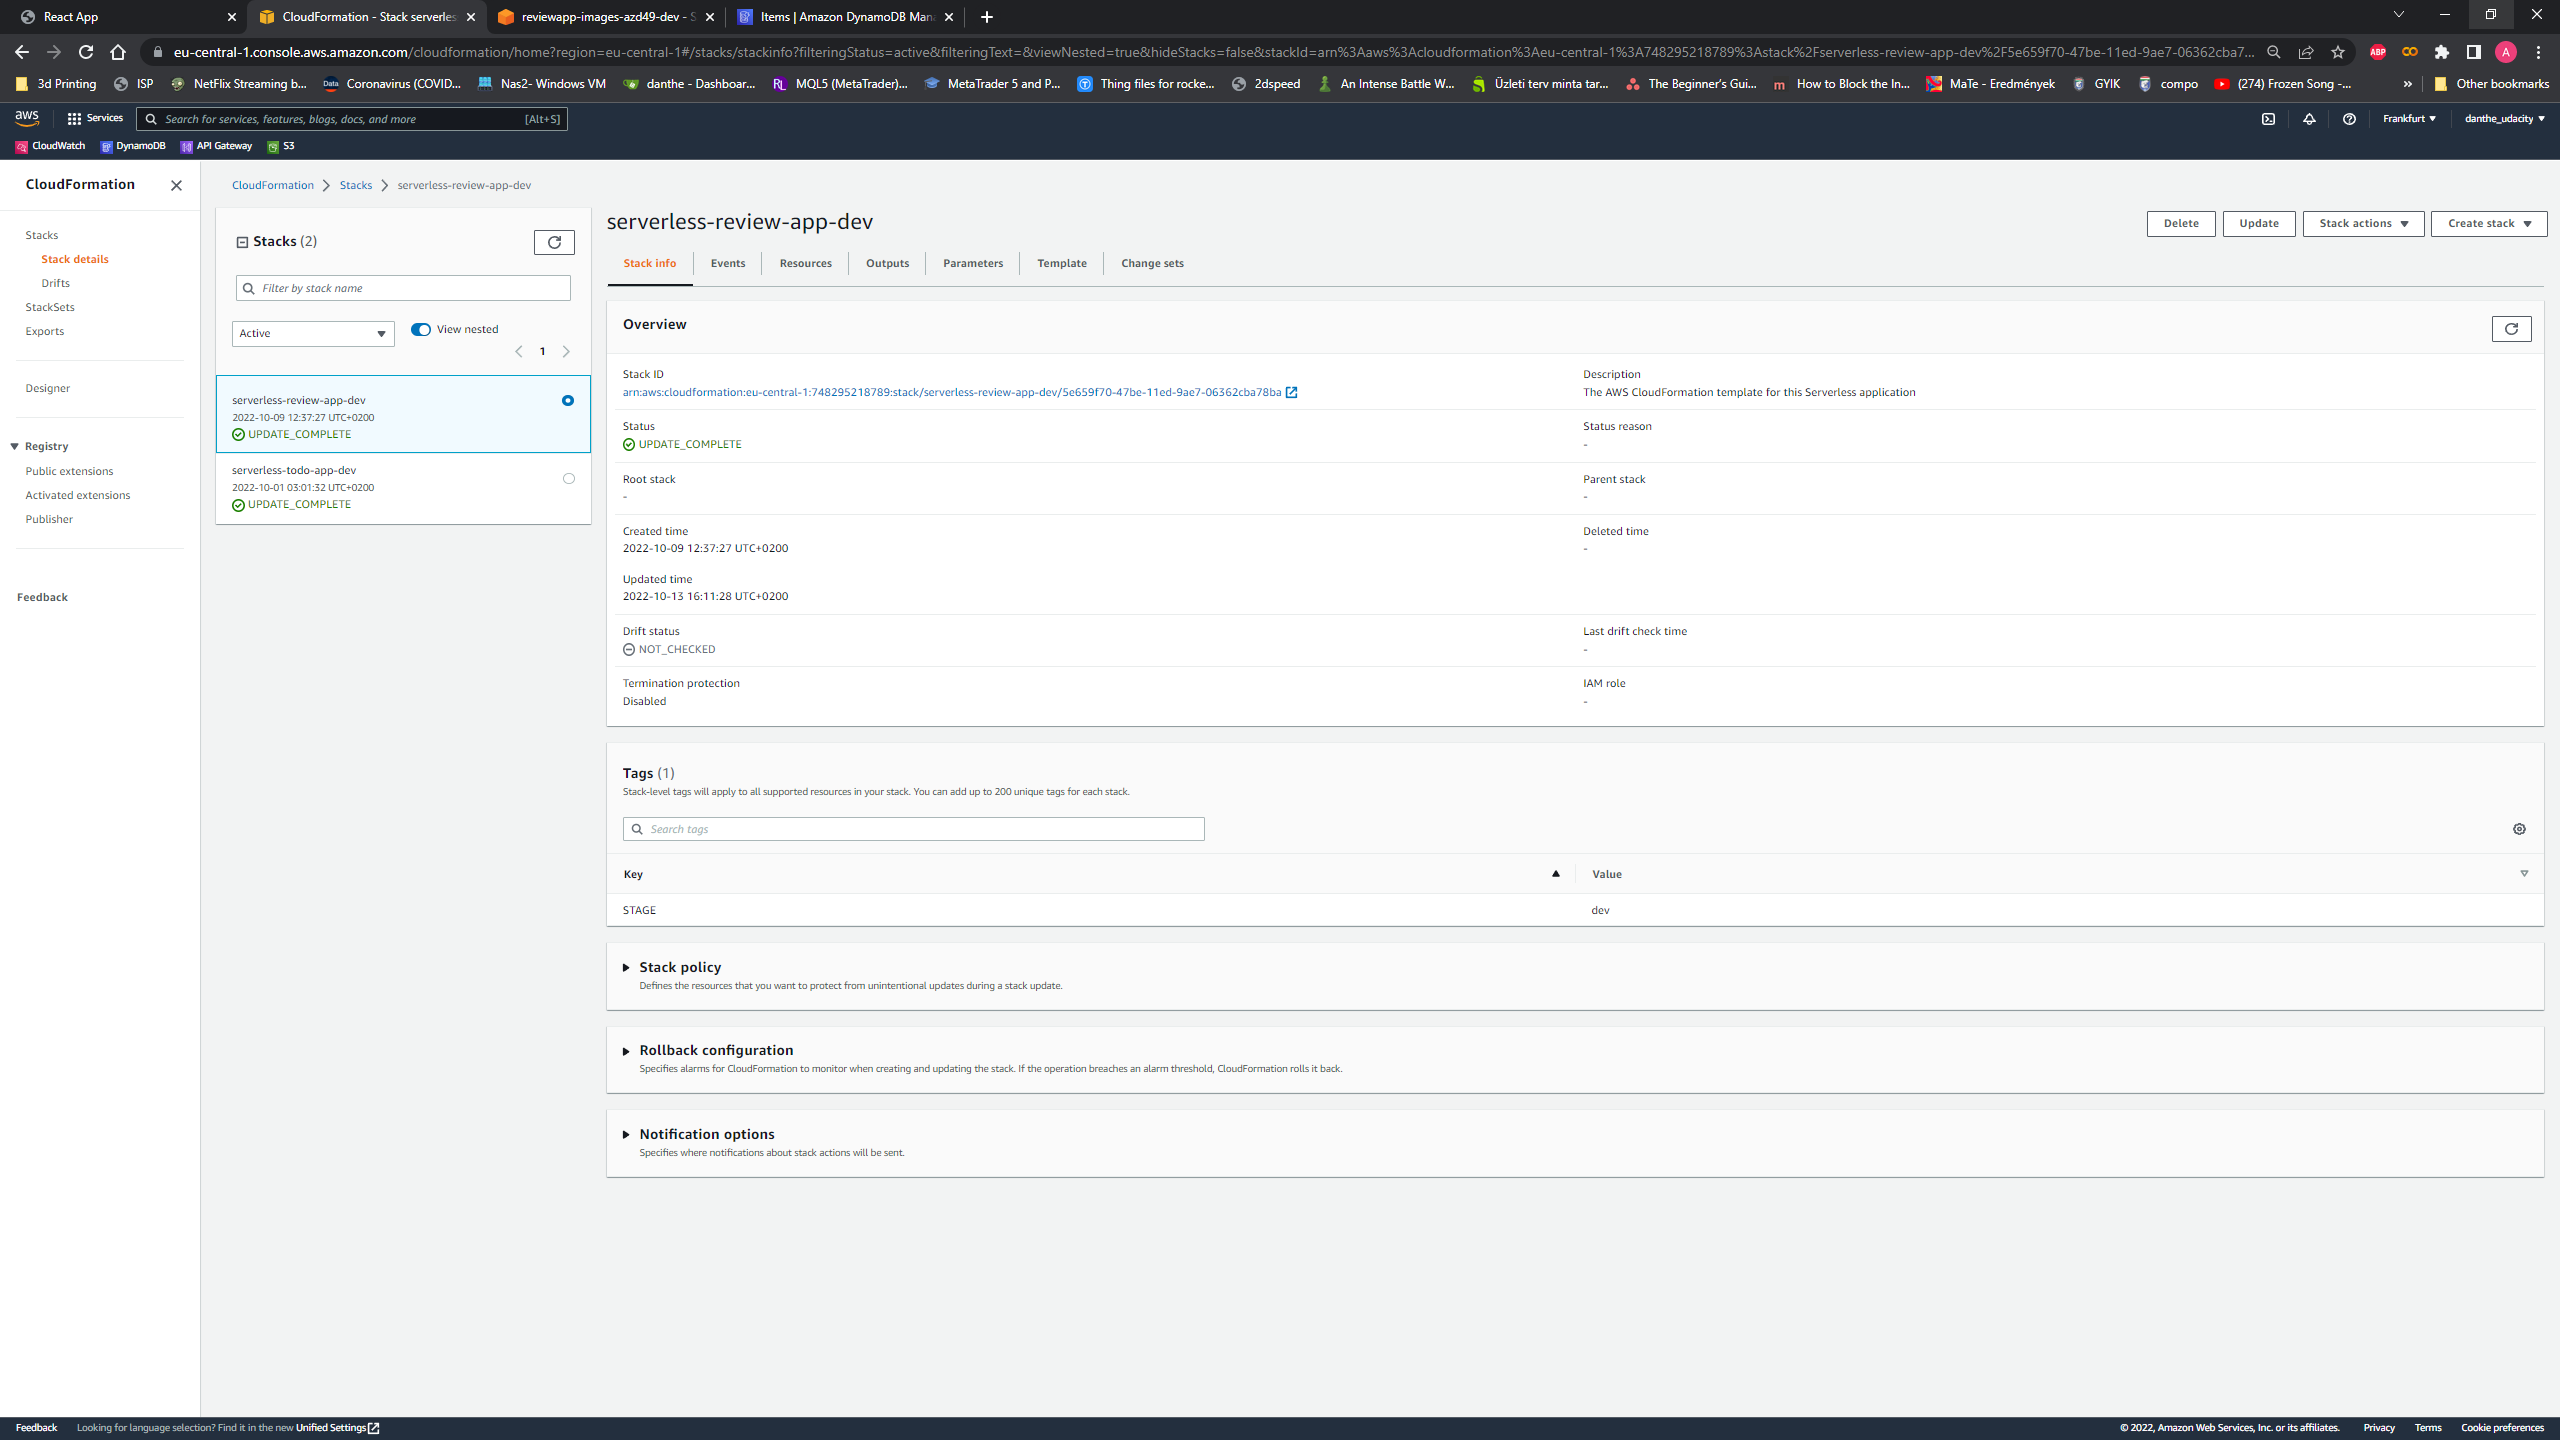 React App
CloudFormation - Stack serverles
reviewapp-images-azd49-dev - S
Items | Amazon DynamoDB Man
eu-central-1.console.aws.amazon.com/cloudformation/home?region=eu-central-1#/stacks/stackinfo?filteringStatus=active&filteringText=&viewNested=true&hideStacks=false&stackId=arn%3Aaws%3Acloudformation%3Aeu-central-1%3A748295218789%3Astack%2Fserverless-review-app-dev%2F5e659f70-47be-11ed-9ae7-06362cba7...
ABP
A
3d Printing
ISP
NetFlix Streaming b...
Data
Coronavirus (COVID...
Nas2- Windows VM
danthe - Dashboar...
MQL5 (MetaTrader)...
MetaTrader 5 and P...
Thing files for rocke...
2dspeed
An Intense Battle W...
Üzleti terv minta tar...
The Beginner's Gui...
How to Block the In...
MaTe - Eredmények
GYIK
compo
(274) Frozen Song -...
»
Other bookmarks
aws
Services
Search for services, features, blogs, docs, and more
[Alt+S]
Frankfurt
danthe_udacity
CloudWatch
DynamoDB
API Gateway
S3
CloudFormation
Stacks
Stack details
Drifts
StackSets
Exports
Designer
Registry
Public extensions
Activated extensions
Publisher
Feedback
CloudFormation
Stacks
serverless-review-app-dev
Stacks (2)
Filter by stack name
Active
View nested
1
serverless-review-app-dev
2022-10-09 12:37:27 UTC+0200
UPDATE_COMPLETE
serverless-todo-app-dev
2022-10-01 03:01:32 UTC+0200
UPDATE_COMPLETE
serverless-review-app-dev
Delete
Update
Stack actions
Create stack
Stack info
Events
Resources
Outputs
Parameters
Template
Change sets
Overview
Stack ID
arn:aws:cloudformation:eu-central-1:748295218789:stack/serverless-review-app-dev/5e659f70-47be-11ed-9ae7-06362cba78ba
Description
The AWS CloudFormation template for this Serverless application
Status
UPDATE_COMPLETE
Status reason
-
Root stack
-
Parent stack
-
Created time
2022-10-09 12:37:27 UTC+0200
Deleted time
-
Updated time
2022-10-13 16:11:28 UTC+0200
Drift status
NOT_CHECKED
Last drift check time
-
Termination protection
Disabled
IAM role
-
Tags (1)
Stack-level tags will apply to all supported resources in your stack. You can add up to 200 unique tags for each stack.
Search tags
Key
Value
STAGE
dev
Stack policy
Defines the resources that you want to protect from unintentional updates during a stack update.
Rollback configuration
Specifies alarms for CloudFormation to monitor when creating and updating the stack. If the operation breaches an alarm threshold, CloudFormation rolls it back.
Notification options
Specifies where notifications about stack actions will be sent.
Feedback
Looking for language selection? Find it in the new Unified Settings
© 2022, Amazon Web Services, Inc. or its affiliates.
Privacy
Terms
Cookie preferences